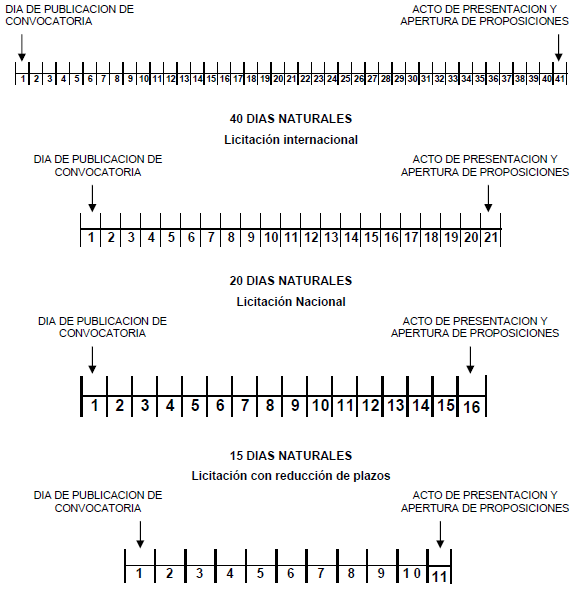 DIA DE PUBLICACION DE
CONVOCATORIA
ACTO DE PRESENTACION Y
APERTURA DE PROPOSICIONES
1 2 3 4 5 6 7 8 9 10 11 12 13 14 15 16 17 18 19 20 21 22 23 24 25 26 27 28 29 30 31 32 33 34 35 36 37 38 39 40 41
40 DIAS NATURALES
Licitación internacional
DIA DE PUBLICACION DE
CONVOCATORIA
ACTO DE PRESENTACION Y
APERTURA DE PROPOSICIONES
1 2 3 4 5 6 7 8 9 10 11 12 13 14 15 16 17 18 19 20 21
20 DIAS NATURALES
Licitación Nacional
DIA DE PUBLICACION DE
CONVOCATORIA
ACTO DE PRESENTACION Y
APERTURA DE PROPOSICIONES
1 2 3 4 5 6 7 8 9 10 11 12 13 14 15 16
15 DIAS NATURALES
Licitación con reducción de plazos
DIA DE PUBLICACION DE
CONVOCATORIA
ACTO DE PRESENTACION Y
APERTURA DE PROPOSICIONES
1 2 3 4 5 6 7 8 9 10 11